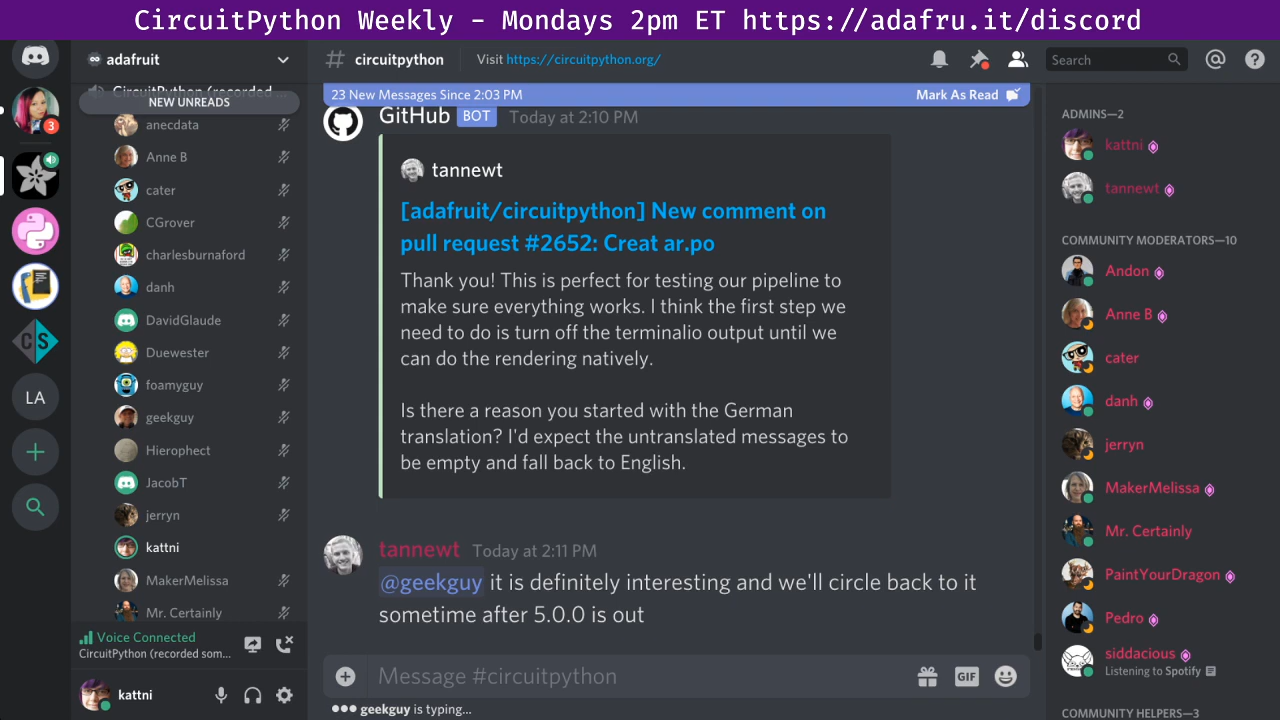 CircuitPython Weekly – Mondays 2pm ET https://adafru.it/discord
adafruit
CircuitPython (recorded
NEW UNREADS
anecdata
Anne B
cater
CGrover
charlesburnaford
danh
DavidGlaude
Duewester
foamyguy
geekguy
Hierophect
JacobT
jerryn
kattni
MakerMelissa
Mr. Certainly
Voice Connected
CircuitPython (recorded som...
kattni
3
LA
# circuitpython
Visit https://circuitpython.org/
Search
23 New Messages Since 2:03 PM
Mark As Read
GitHub BOT Today at 2:10 PM
tannewt
[adafruit/circuitpython] New comment on
pull request #2652: Creat ar.po
Thank you! This is perfect for testing our pipeline to
make sure everything works. I think the first step we
need to do is turn off the terminalio output until we
can do the rendering natively.
Is there a reason you started with the German
translation? I'd expect the untranslated messages to
be empty and fall back to English.
tannewt Today at 2:11 PM
@geekguy it is definitely interesting and we'll circle back to it
sometime after 5.0.0 is out
Message #circuitpython
GIF
geekguy is typing...
ADMINS—2
kattni
tannewt
COMMUNITY MODERATORS—10
Andon
Anne B
cater
danh
jerryn
MakerMelissa
Mr. Certainly
PaintYourDragon
Pedro
siddacious
Listening to Spotify
COMMUNITY HELPERS—3